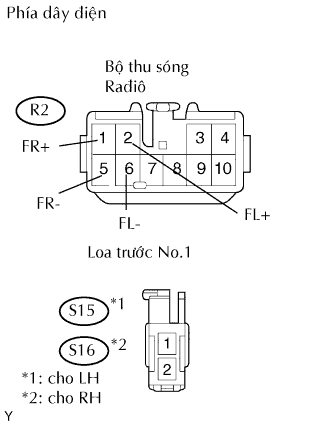 Phía dây diện
Bộ thu sóng
Rađiô
R2
1 2 3 4
FR+
5 6 7 8 9 10
FR-
FL-
FL+
Loa trước No.1
S15 *1
S16 *2
1
2
*1: cho LH
*2: cho RH
Y